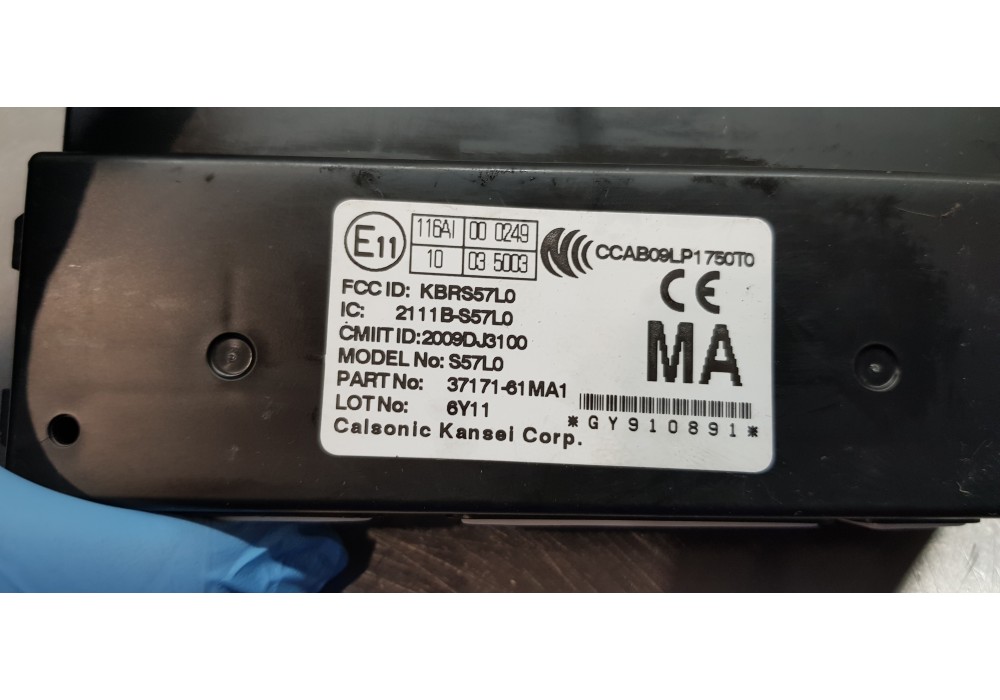 E11 116AI 00 0249
10 03 5003
CCAB09LP1750T0
FCC ID: KBRS57L0
IC: 2111B-S57L0
CMIIT ID:2009DJ3100
MODEL No: S57L0
PART No: 37171-61MA1
LOT No: 6Y11
Calsonic Kansei Corp.
CE
MA
*GY910891*